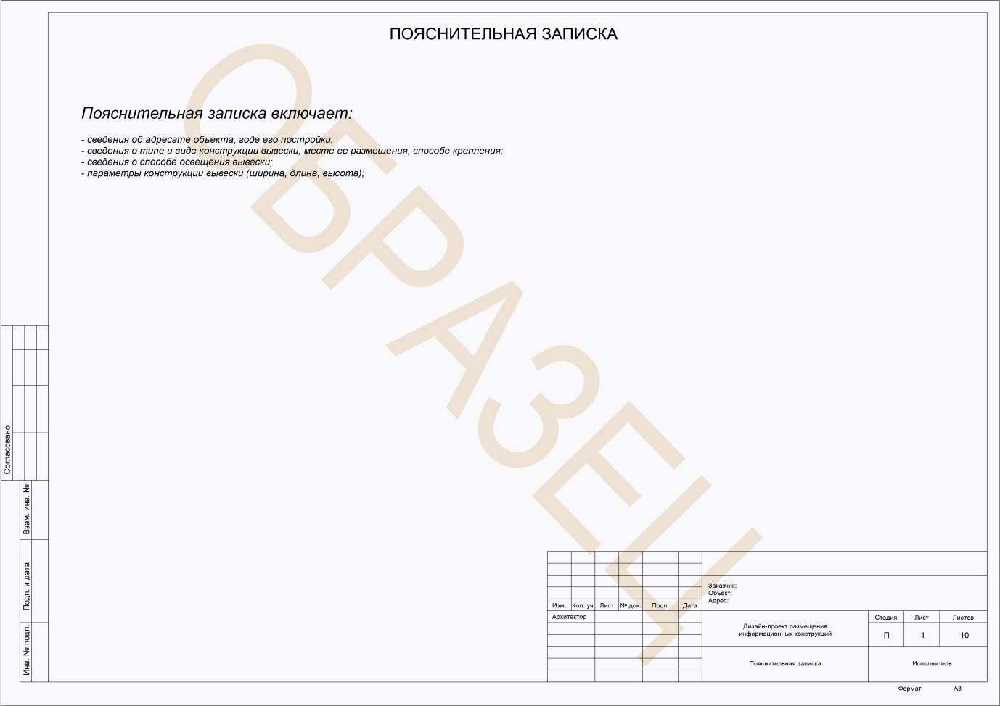 ПОЯСНИТЕЛЬНАЯ ЗАПИСКА
ОБРАЗЕЦ
Пояснительная записка включает:
- сведения об адресате объекта, годе его постройки;
- сведения о типе и виде конструкции вывески, месте ее размещения, способе крепления;
- сведения о способе освещения вывески;
- параметры конструкции вывески (ширина, длина, высота);
Согласовано
Взам. инв. №
Подп. и дата
Инв. № подл.
Заказчик:
Объект:
Адрес:
Изм. Кол. уч. Лист № док. Подп. Дата
Архитектор
Дизайн-проект размещения
информационных конструкций
Стадия Лист Листов
П 1 10
Пояснительная записка
Исполнитель
Формат А3